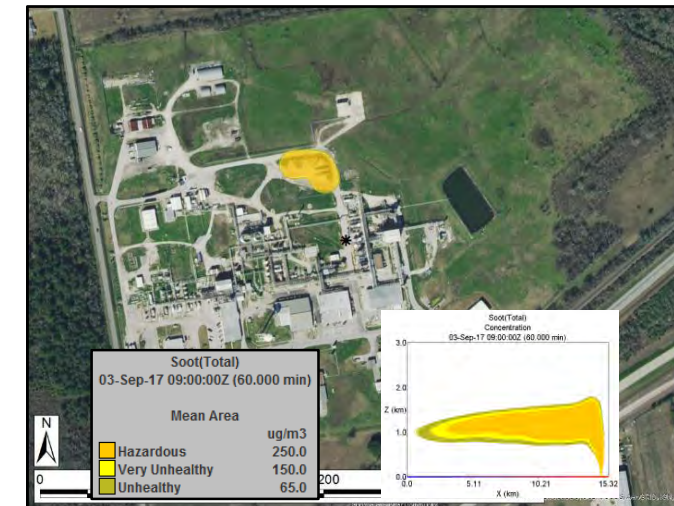 Soot(Total)
03-Sep-17 09:00:00Z (60.000 min)
Mean Area
ug/m3
Hazardous 250.0
Very Unhealthy 150.0
Unhealthy 65.0
N
0
200
Soot(Total)
Concentration
03-Sep-17 09:00:00Z (60.000 min)
3.0
2.0
Z (km)
1.0
0.0
0.0 5.11 10.21 15.32
X (km)